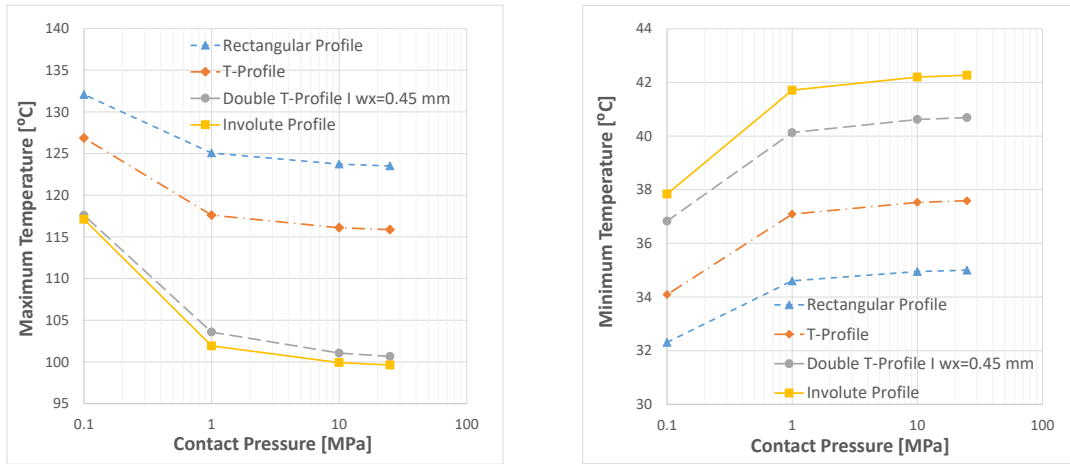 140
135
130
125
120
115
110
105
100
95
0.1
1
10
100
Maximum Temperature [⁰C]
Contact Pressure [MPa]
Rectangular Profile
T-Profile
Double T-Profile I wx=0.45 mm
Involute Profile
44
42
40
38
36
34
32
30
0.1
1
10
100
Minimum Temperature [⁰C]
Contact Pressure [MPa]
Rectangular Profile
T-Profile
Double T-Profile I wx=0.45 mm
Involute Profile